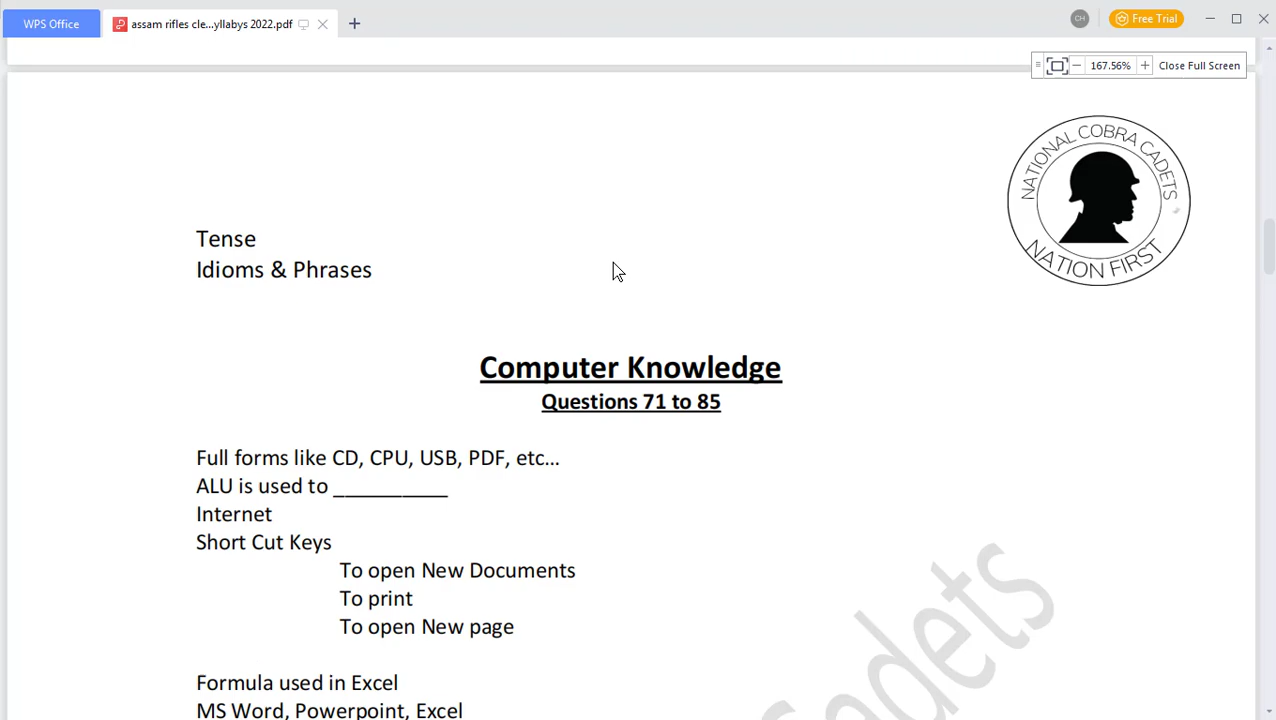 WPS Office
assam rifles cle...yllabys 2022.pdf
CH
Free Trial
167.56%
Close Full Screen
NATIONAL COBRA CADETS
NATION FIRST
Tense
Idioms & Phrases
Computer Knowledge
Questions 71 to 85
Full forms like CD, CPU, USB, PDF, etc...
ALU is used to __________
Internet
Short Cut Keys
To open New Documents
To print
To open New page
Formula used in Excel
MS Word, Powerpoint, Excel
Cadets